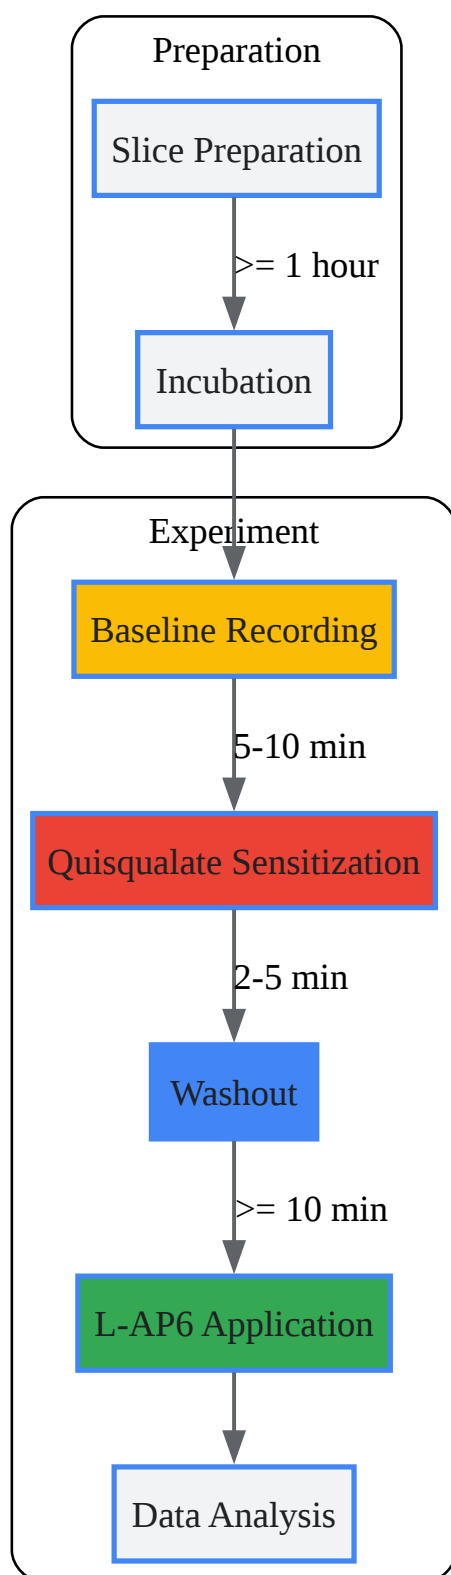 Preparation
Slice Preparation
>= 1 hour
Incubation
Experiment
Baseline Recording
5-10 min
Quisqualate Sensitization
2-5 min
Washout
>= 10 min
L-AP6 Application
Data Analysis